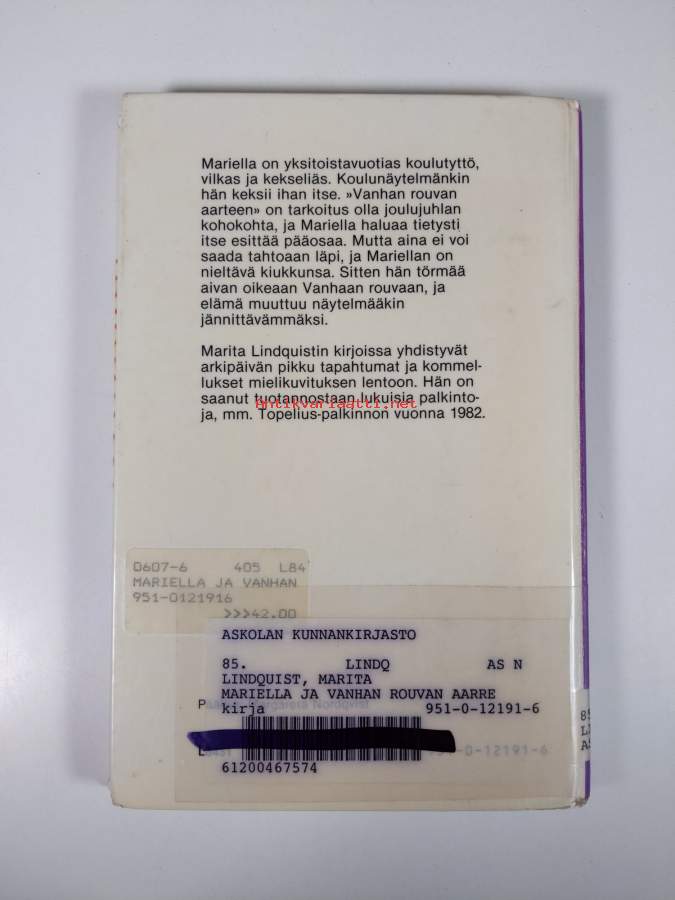 Mariella on yksitoistavuotias koulutyttö,
vilkas ja kekseliäs. Koulunäytelmänkin
hän keksii ihan itse. »Vanhan rouvan
aarteen» on tarkoitus olla joulujuhlan
kohokohta, ja Mariella haluaa tietysti
itse esittää pääosaa. Mutta aina ei voi
saada tahtoaan läpi, ja Mariellan on
nieltävä kiukkunsa. Sitten hän törmää
aivan oikeaan Vanhaan rouvaan, ja
elämä muuttuu näytelmääkin
jännittävämmäksi.
Marita Lindquistin kirjoissa yhdistyvät
arkipäivän pikku tapahtumat ja kommel-
lukset mielikuvituksen lentoon. Hän on
saanut tuotannostaan lukuisia palkinto-
antikvariaatti.net
ja, mm. Topelius-palkinnon vuonna 1982.
0607-6 405 L84
MARIELLA JA VANHAN
951-0121916
>>>42.00
ASKOLAN KUNNANKIRJASTO
85. LINDQ AS N
LINDQUIST, MARITA
MARIELLA JA VANHAN ROUVAN AARRE
Margareta Nordqvist
kirja 951-0-12191-6
-0-12191-6
61200467574
85
L
AS